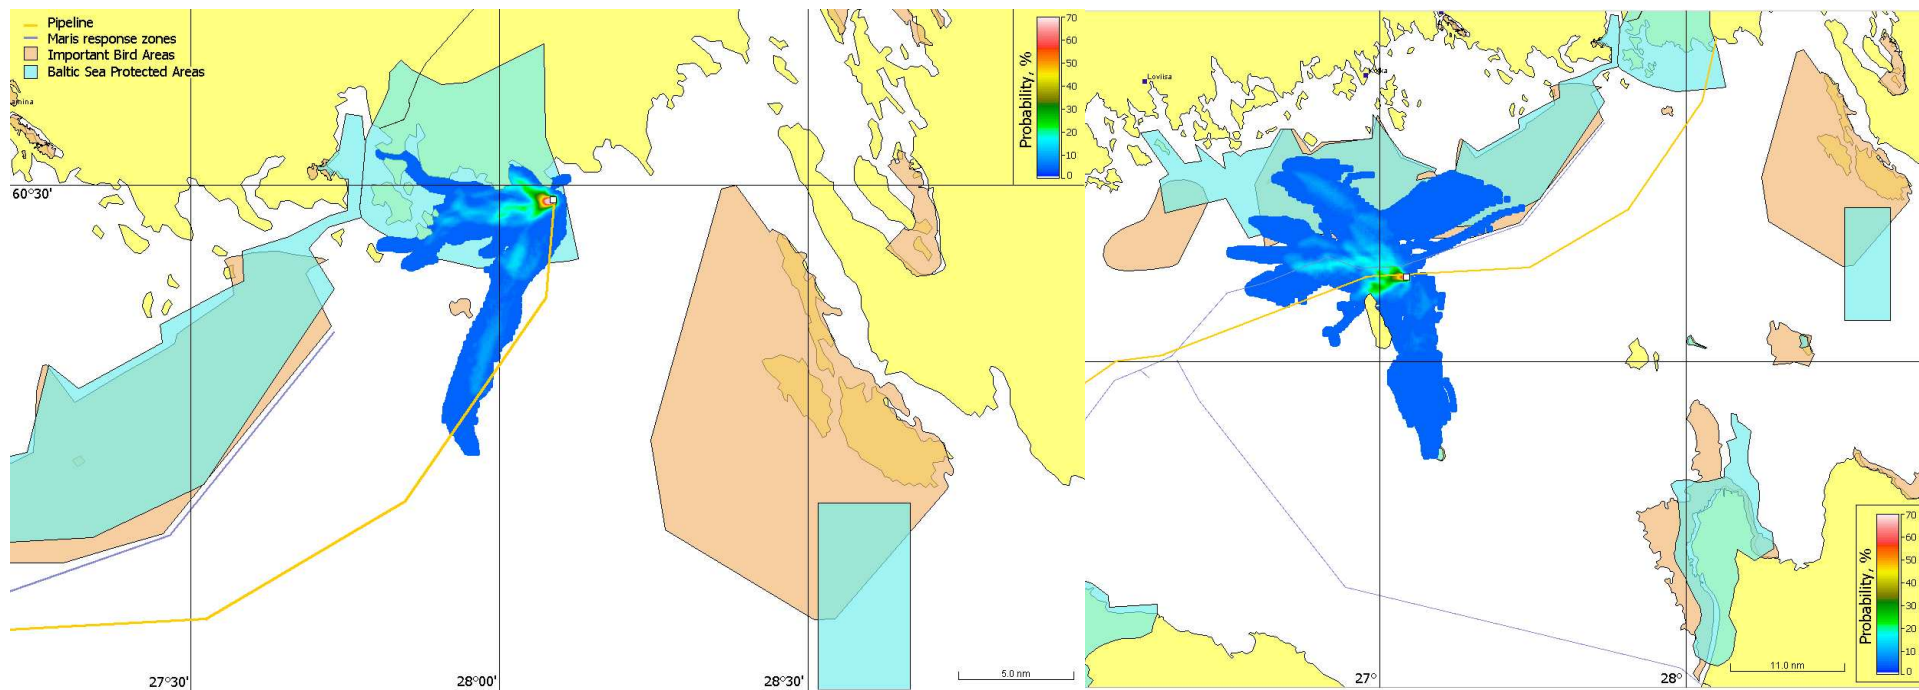 Pipeline
Maris response zones
Important Bird Areas
Baltic Sea Protected Areas
amina
60°30'
27°30'
28°00'
28°30'
Probability, %
70
60
50
40
30
20
10
0
5.0 nm
Loviisa
27°
28°
Probability, %
70
60
50
40
30
20
10
0
11.0 nm